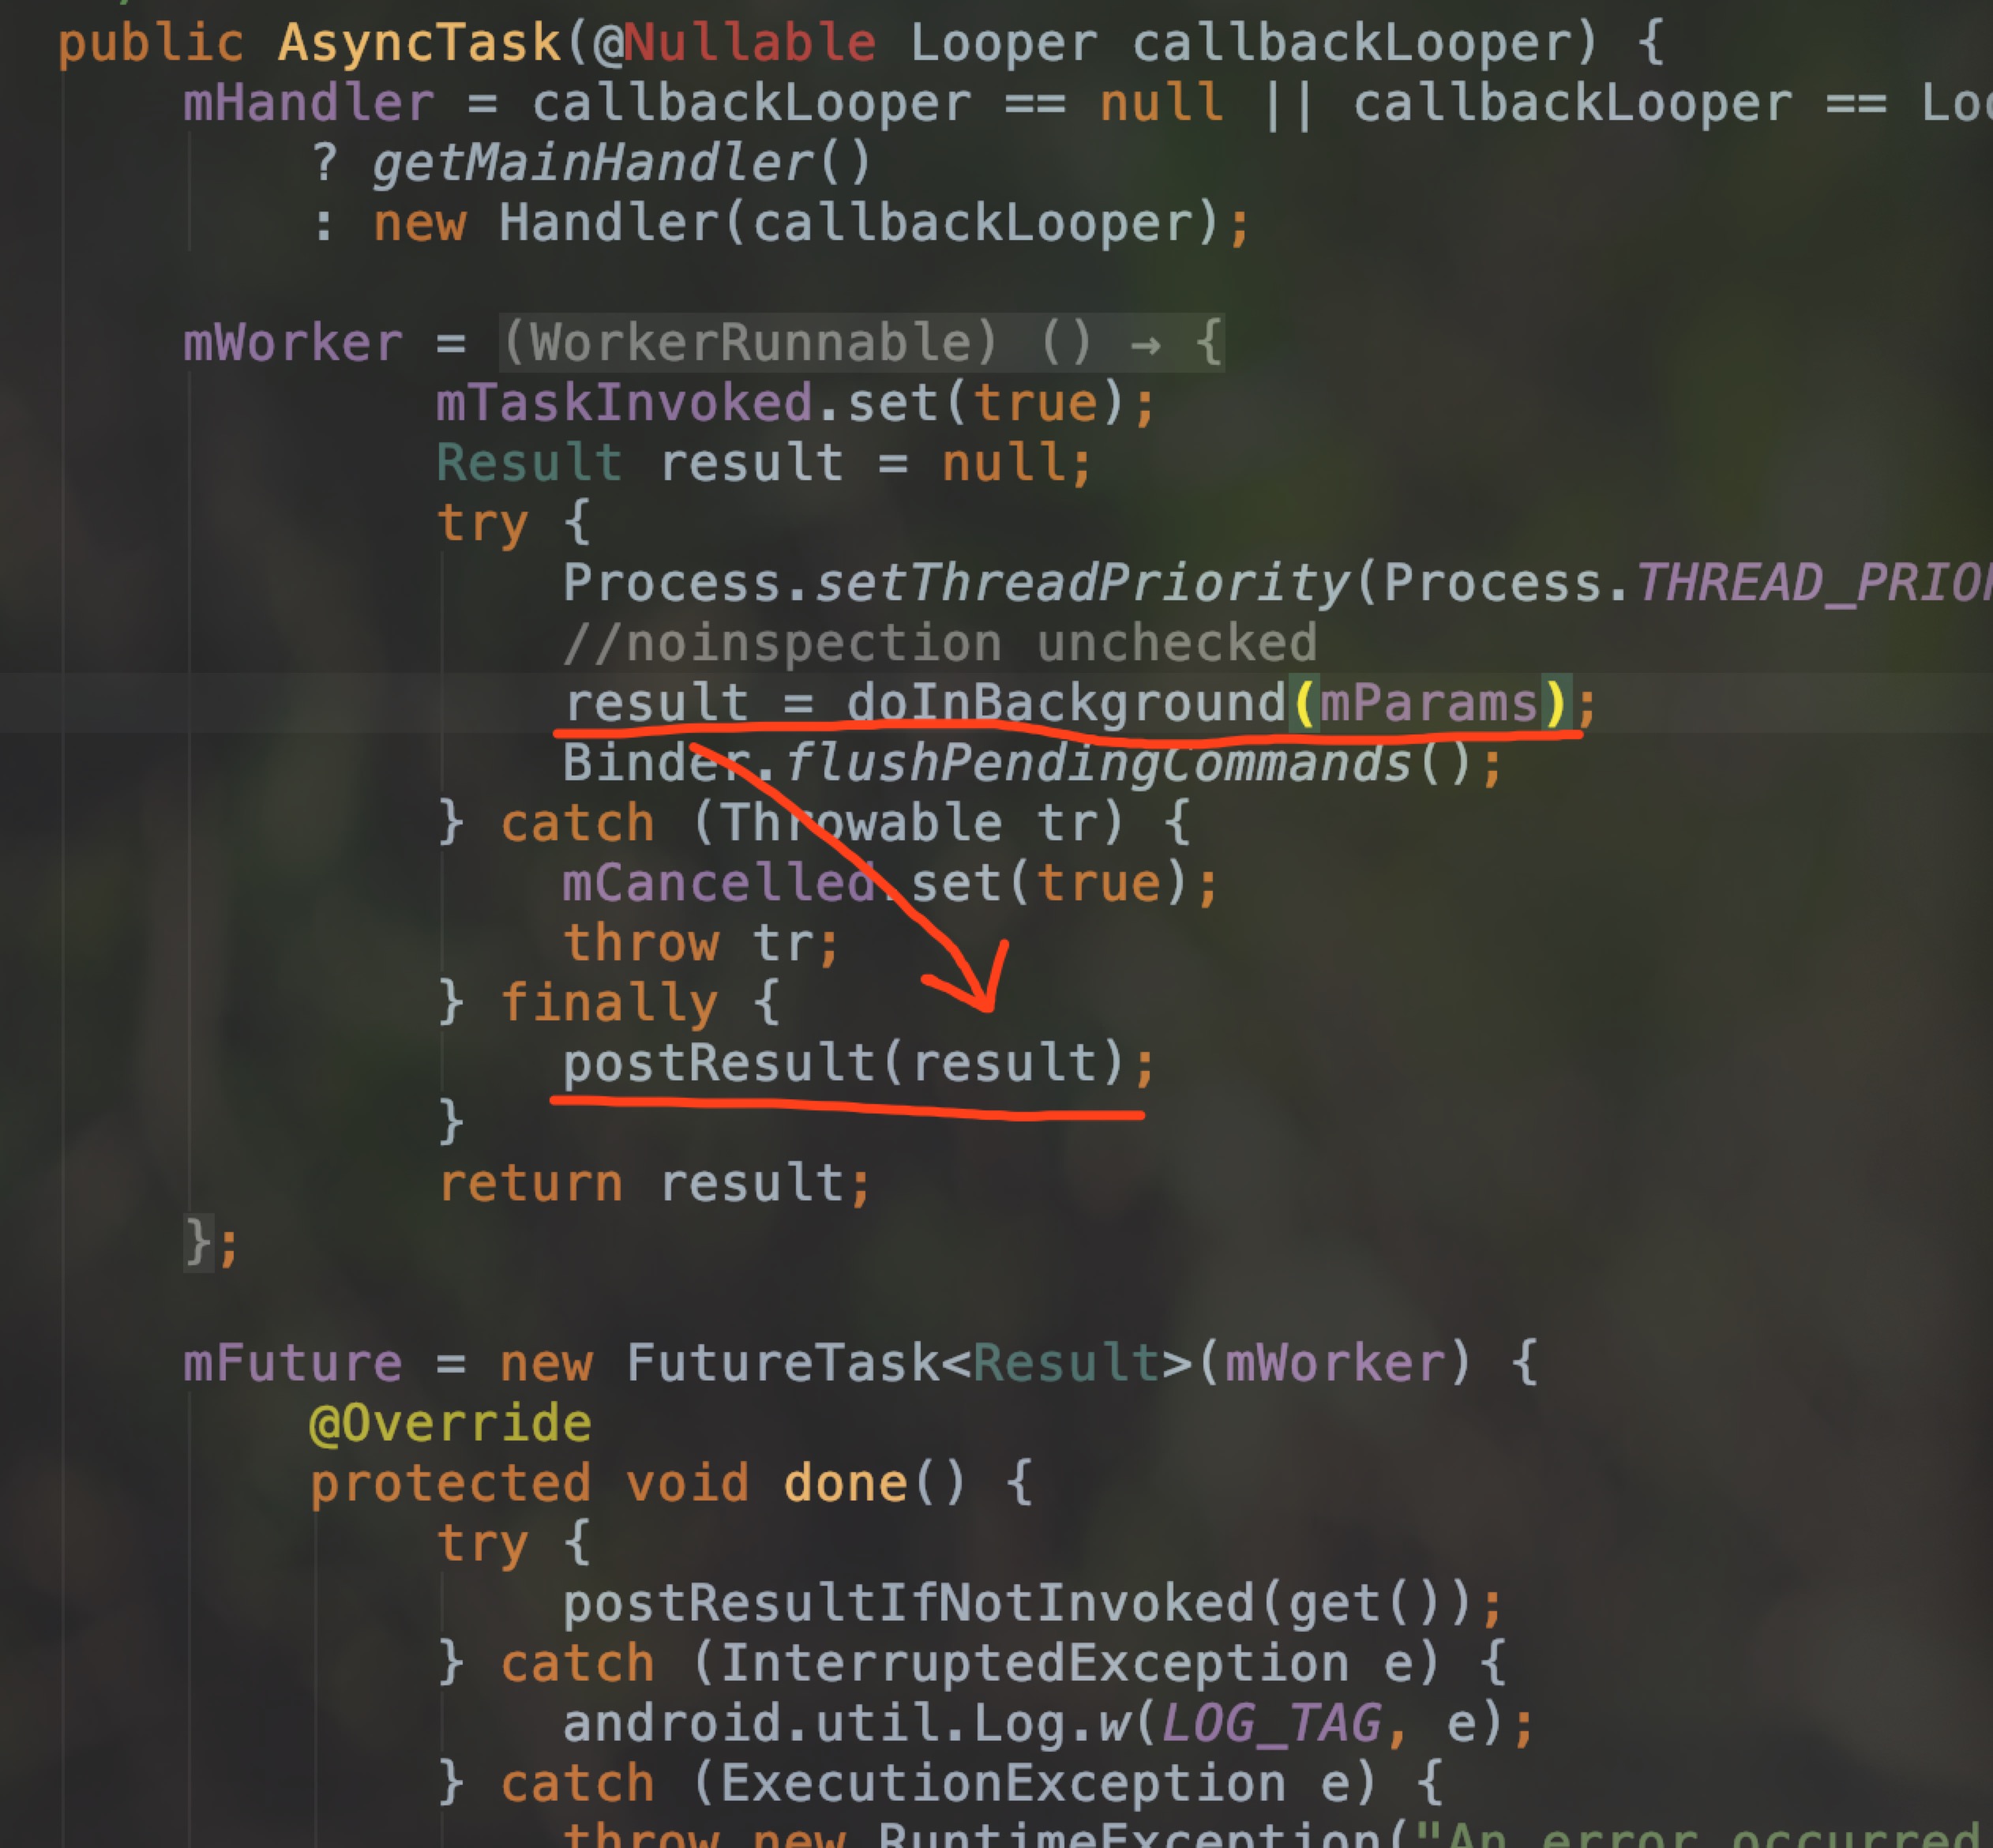 public AsyncTask(@Nullable Looper callbackLooper) {
mHandler = callbackLooper == null || callbackLooper == Loo
? getMainHandler()
: new Handler(callbackLooper);
mWorker = (WorkerRunnable) () → {
mTaskInvoked.set(true);
Result result = null;
try {
Process.setThreadPriority(Process.THREAD_PRIOR
//noinspection unchecked
result = doInBackground(mParams);
Binder.flushPendingCommands();
} catch (Throwable tr) {
mCancelled.set(true);
throw tr;
} finally {
postResult(result);
}
return result;
};
mFuture = new FutureTask<Result>(mWorker) {
@Override
protected void done() {
try {
postResultIfNotInvoked(get());
} catch (InterruptedException e) {
android.util.Log.w(LOG_TAG, e);
} catch (ExecutionException e) {
throw new RuntimeException("An error occurred